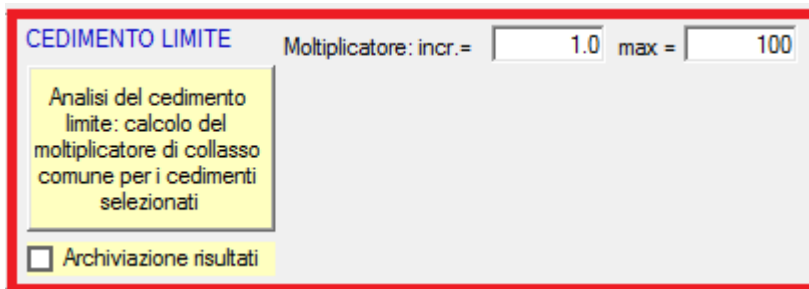 CEDIMENTO LIMITE Moltiplicatore: incr.= 1.0 max = 100
Analisi del cedimento
limite: calcolo del
moltiplicatore di collasso
comune per i cedimenti
selezionati
Archiviazione risultati